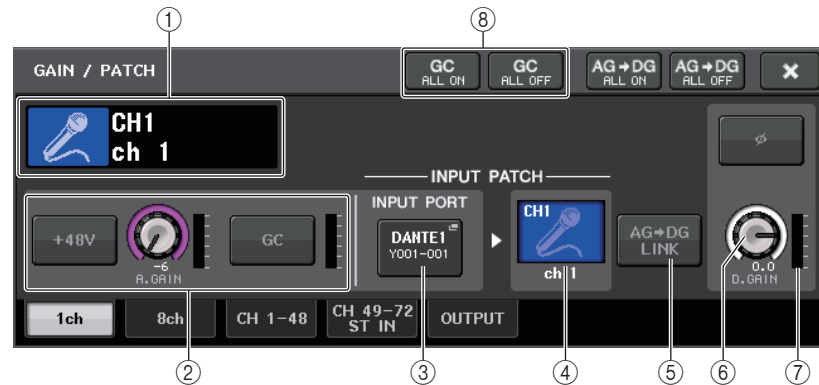 ① ⑧
GAIN / PATCH
GC
ALL ON
GC
ALL OFF
AG→DG
ALL ON
AG→DG
ALL OFF
CH1
ch 1
INPUT PATCH
INPUT PORT
+48V
-6
A.GAIN
GC
DANTE1
Y001-001
CH1
ch 1
AG→DG
LINK
Ø
0.0
D.GAIN
1ch
8ch
CH 1-48
CH 49-72
ST IN
OUTPUT
② ③ ④ ⑤ ⑥ ⑦